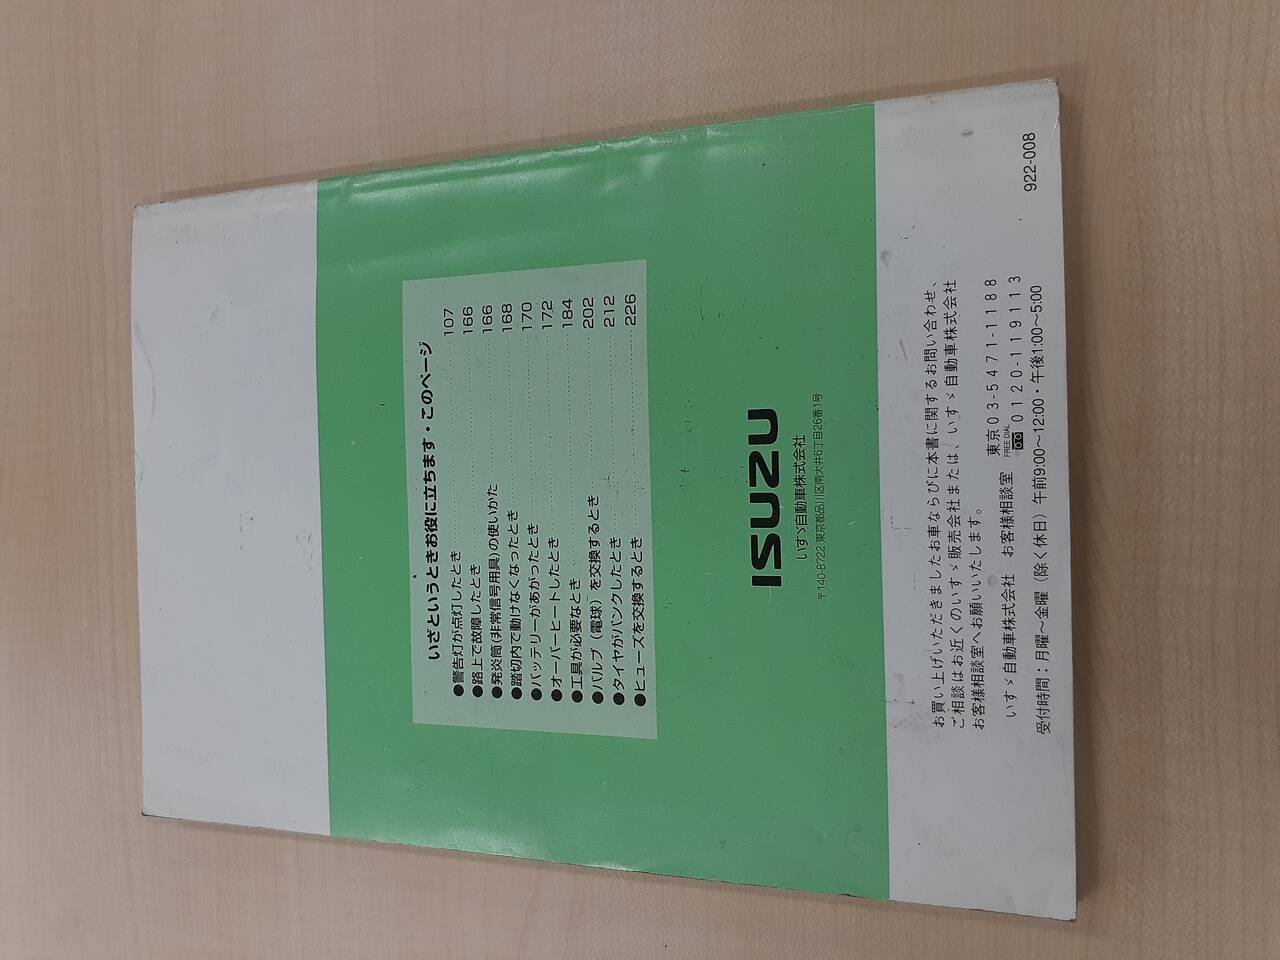 いざというときお役に立ちます・このページ
●警告灯が点灯したとき 107
●路上で故障したとき 166
●発炎筒(非常信号用具)の使いかた 166
●踏切内で動けなくなったとき 168
●バッテリーがあがったとき 170
●オーバーヒートしたとき 172
●工具が必要なとき 184
●バルブ（電球）を交換するとき 202
●タイヤがパンクしたとき 212
●ヒューズを交換するとき 226
ISUZU
いすゞ自動車株式会社
〒140-8722 東京都品川区南大井6丁目26番1号
お買い上げいただきましたお車ならびに本書に関するお問い合わせ、
ご相談はお近くのいすゞ販売会社または、いすゞ自動車株式会社
お客様相談室へお願いいたします。
いすゞ自動車株式会社 お客様相談室 東京03-5471-1188
FREE DIAL 0120-119113
受付時間：月曜～金曜（除く休日）午前9:00～12:00・午後1:00～5:00
922-008